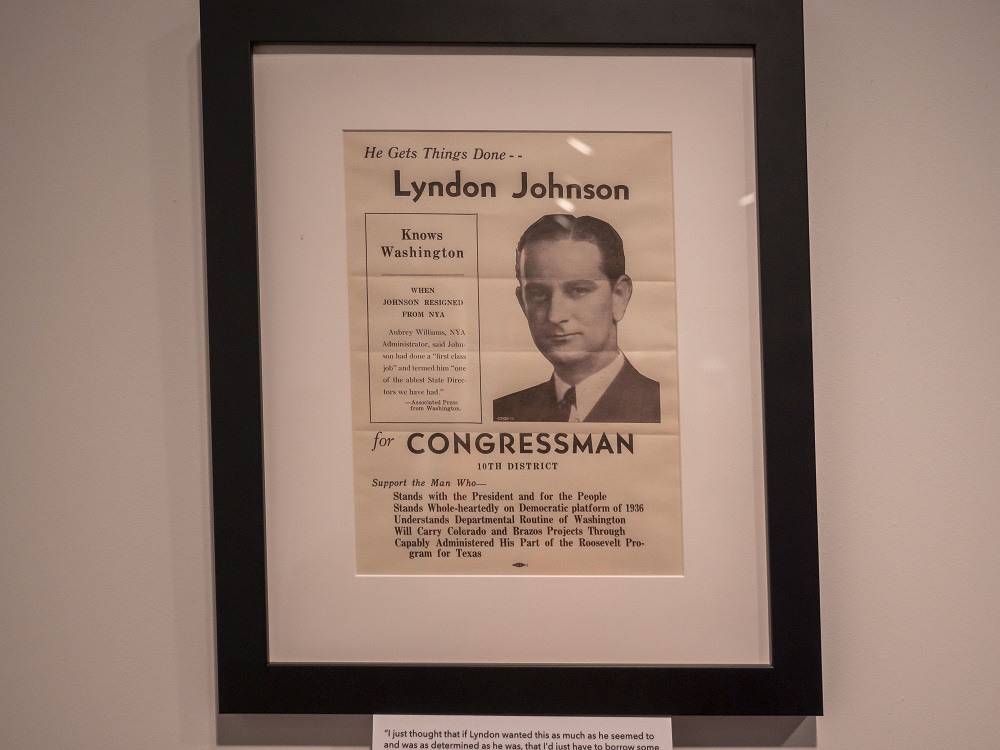 He Gets Things Done--
Lyndon Johnson
Knows
Washington
WHEN
JOHNSON RESIGNED
FROM NYA
Aubrey Williams, NYA
Administrator, said John-
son had done a "first class
job" and termed him "one
of the ablest State Direc-
tors we have had."
—Associated Press
from Washington.
for CONGRESSMAN
10TH DISTRICT
Support the Man Who—
Stands with the President and for the People
Stands Whole-heartedly on Democratic platform of 1936
Understands Departmental Routine of Washington
Will Carry Colorado and Brazos Projects Through
Capably Administered His Part of the Roosevelt Pro-
gram for Texas
"I just thought that if Lyndon wanted this as much as he seemed to
and was as determined as he was, that I'd just have to borrow some